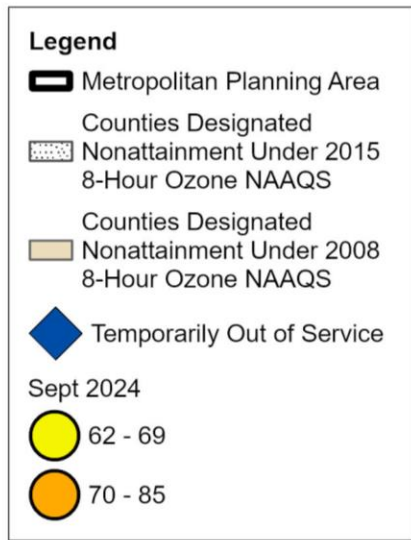 Legend
Metropolitan Planning Area
Counties Designated
Nonattainment Under 2015
8-Hour Ozone NAAQS
Counties Designated
Nonattainment Under 2008
8-Hour Ozone NAAQS
Temporarily Out of Service
Sept 2024
62 - 69
70 - 85